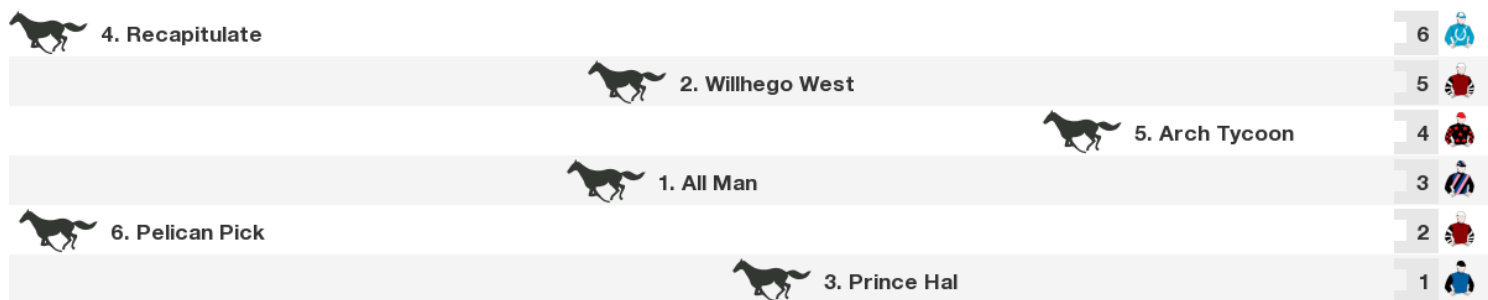 4. Recapitulate 6
2. Willhego West 5
5. Arch Tycoon 4
1. All Man 3
6. Pelican Pick 2
3. Prince Hal 1